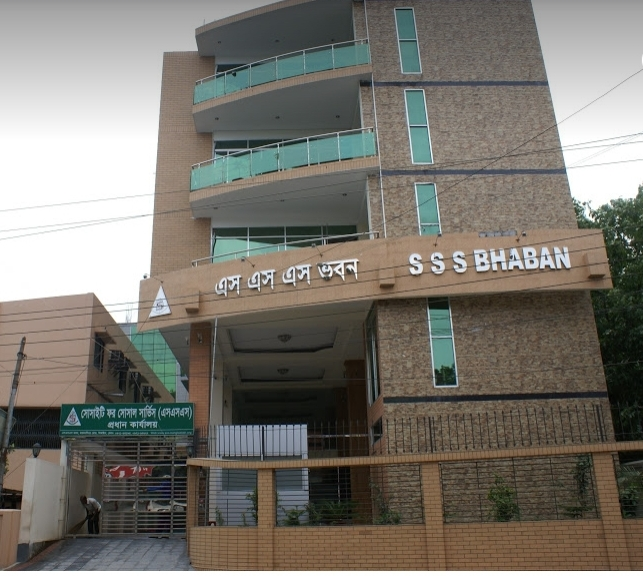 এস এস এস ভবন
S S S BHABAN
সোসাইটি ফর সোসাল সার্ভিস (এসএসএস)
প্রধান কার্যালয়